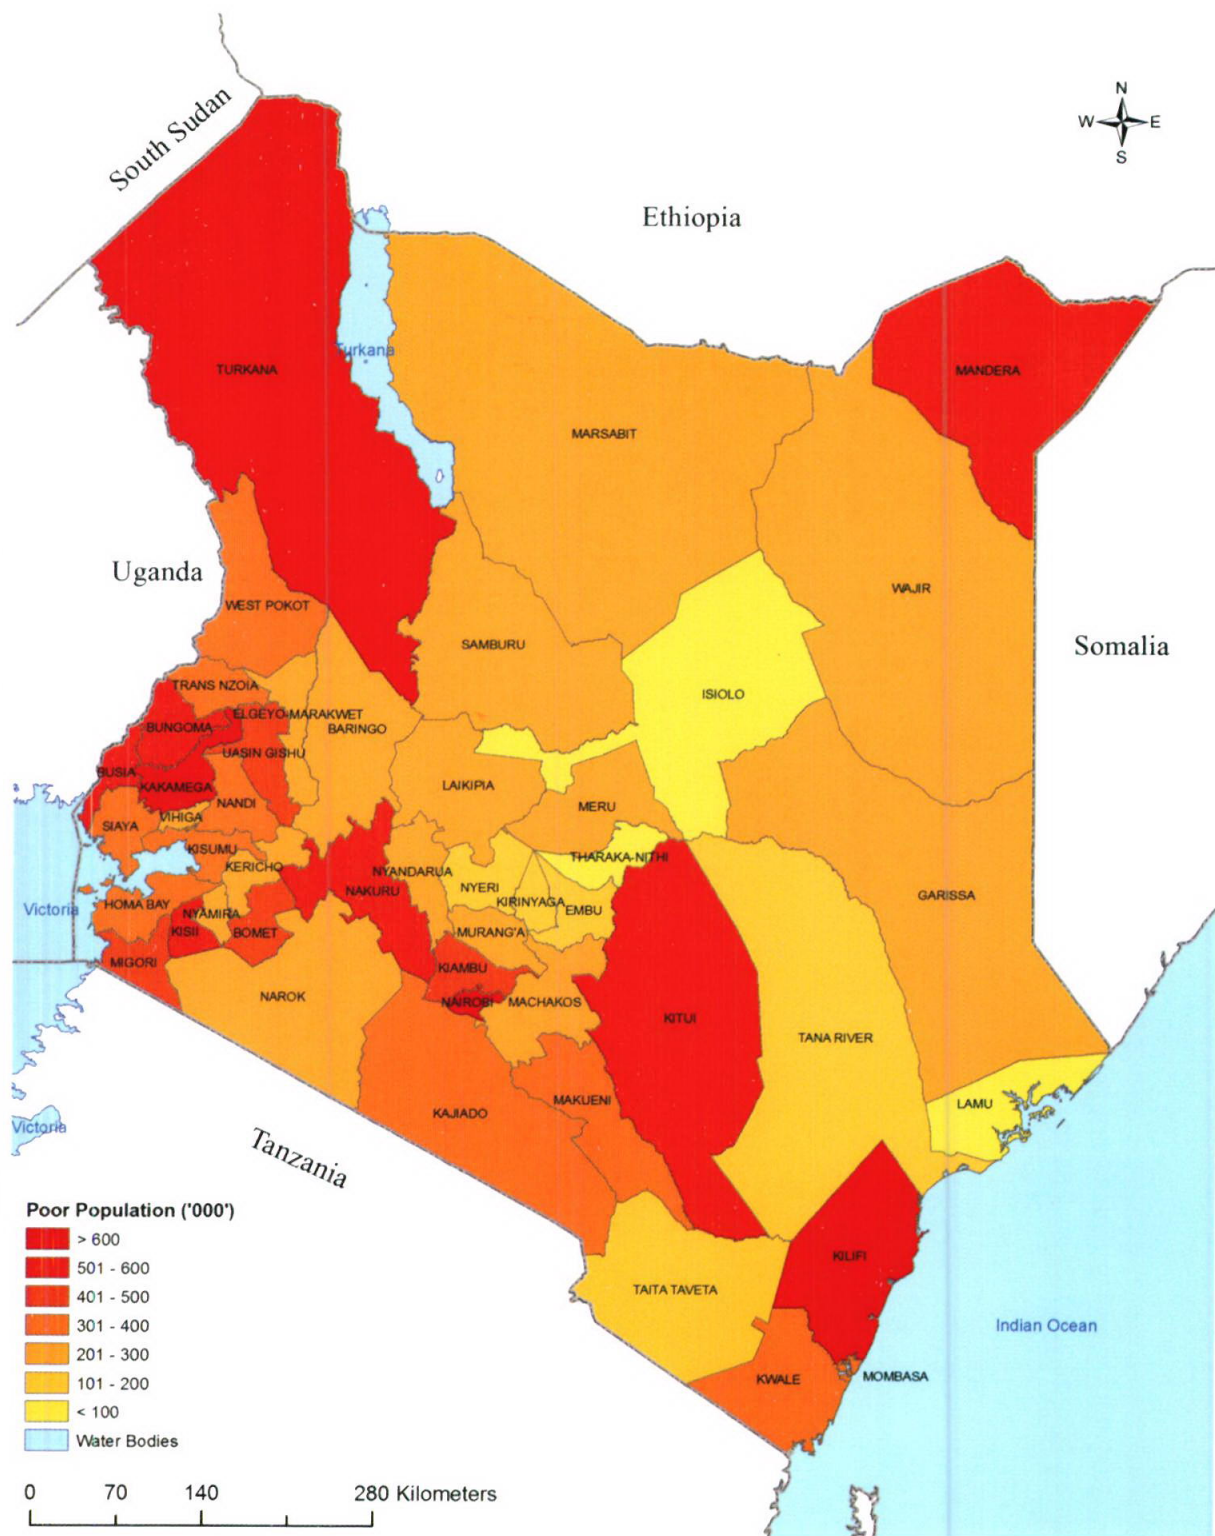 N
W E
S
South Sudan
Ethiopia
Turkana
TURKANA
MANDERA
MARSABIT
Uganda
WAJIR
WEST POKOT
SAMBURU
Somalia
TRANS NZOIA
ISIOLO
ELGEYO-MARAKWET
BUNGOMA
BARINGO
UASIN GISHU
BUSIA
KAKAMEGA
LAIKIPIA
NANDI
MERU
VIHIGA
SIAYA
KISUMU
THARAKA-NITHI
KERICHO
NYANDARUA
NYERI
NAKURU
GARISSA
KIRINYAGA
HOMA BAY
Victoria
NYAMIRA
EMBU
KISII
BOMET
MURANG'A
MIGORI
KIAMBU
NAROK
NAIROBI
MACHAKOS
KITUI
TANA RIVER
MAKUENI
LAMU
KAJIADO
Victoria
Tanzania
KILIFI
TAITA TAVETA
Indian Ocean
KWALE
MOMBASA
Poor Population ('000')
> 600
501 - 600
401 - 500
301 - 400
201 - 300
101 - 200
< 100
Water Bodies
0 70 140 280 Kilometers